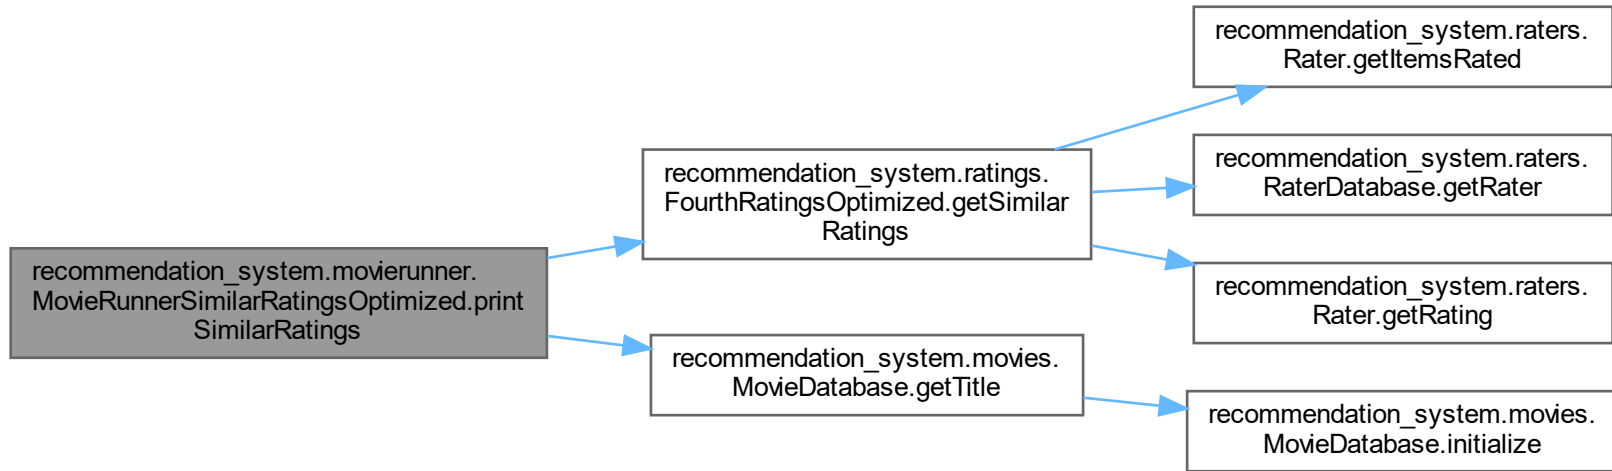 recommendation_system.movierunner.
MovieRunnerSimilarRatingsOptimized.print
SimilarRatings
recommendation_system.ratings.
FourthRatingsOptimized.getSimilar
Ratings
recommendation_system.movies.
MovieDatabase.getTitle
recommendation_system.raters.
Rater.getItemsRated
recommendation_system.raters.
RaterDatabase.getRater
recommendation_system.raters.
Rater.getRating
recommendation_system.movies.
MovieDatabase.initialize